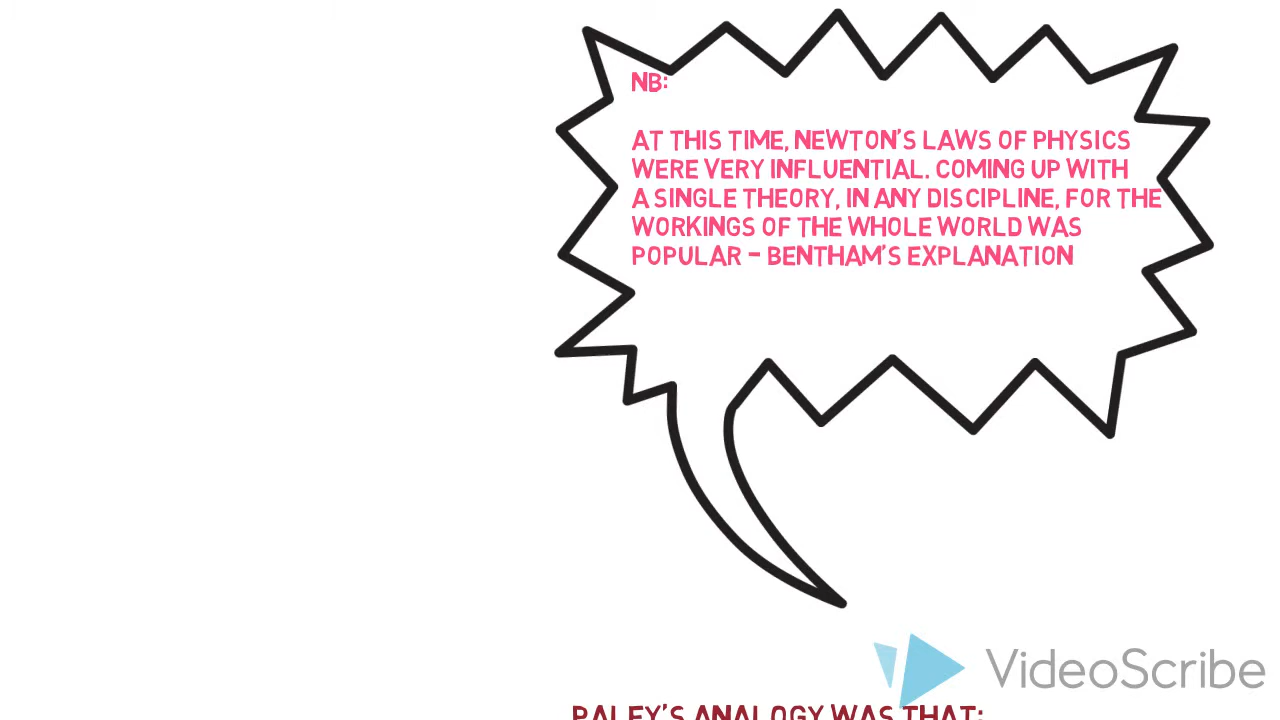 NB:
AT THIS TIME, NEWTON'S LAWS OF PHYSICS
WERE VERY INFLUENTIAL. COMING UP WITH
A SINGLE THEORY, IN ANY DISCIPLINE, FOR THE
WORKINGS OF THE WHOLE WORLD WAS
POPULAR - BENTHAM'S EXPLANATION
VideoScribe
PALEY'S ANALOGY WAS THAT: